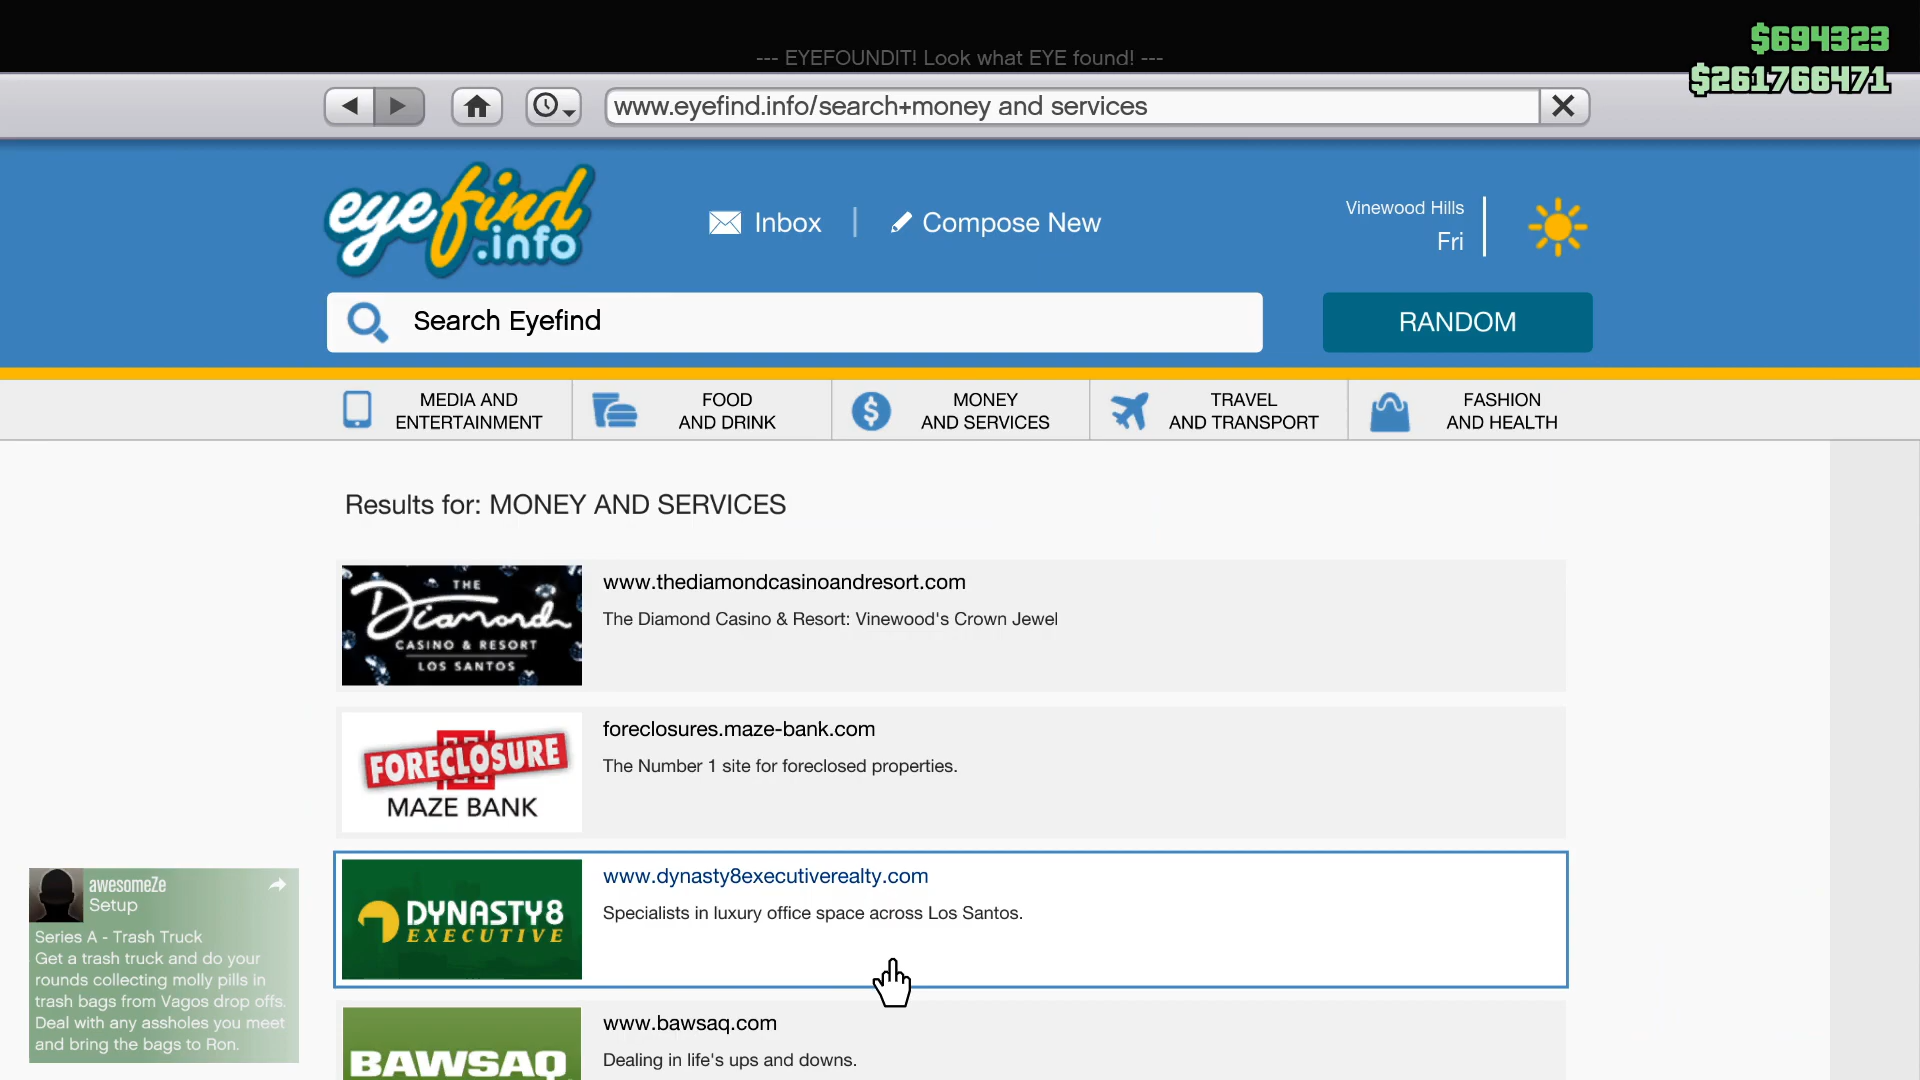 --- EYEFOUNDIT! Look what EYE found! ---
$694323
$261766471
www.eyefind.info/search+money and services
eyefind
.info
Inbox
Compose New
Vinewood Hills
Fri
Search Eyefind
RANDOM
MEDIA AND
ENTERTAINMENT
FOOD
AND DRINK
MONEY
AND SERVICES
TRAVEL
AND TRANSPORT
FASHION
AND HEALTH
Results for: MONEY AND SERVICES
THE
Diamond
CASINO & RESORT
LOS SANTOS
www.thediamondcasinoandresort.com
The Diamond Casino & Resort: Vinewood's Crown Jewel
FORECLOSURE
MAZE BANK
foreclosures.maze-bank.com
The Number 1 site for foreclosed properties.
DYNASTY8
EXECUTIVE
www.dynasty8executiverealty.com
Specialists in luxury office space across Los Santos.
BAWSAQ
www.bawsaq.com
Dealing in life's ups and downs.
awesomeZe
Setup
Series A - Trash Truck
Get a trash truck and do your
rounds collecting molly pills in
trash bags from Vagos drop offs.
Deal with any assholes you meet
and bring the bags to Ron.